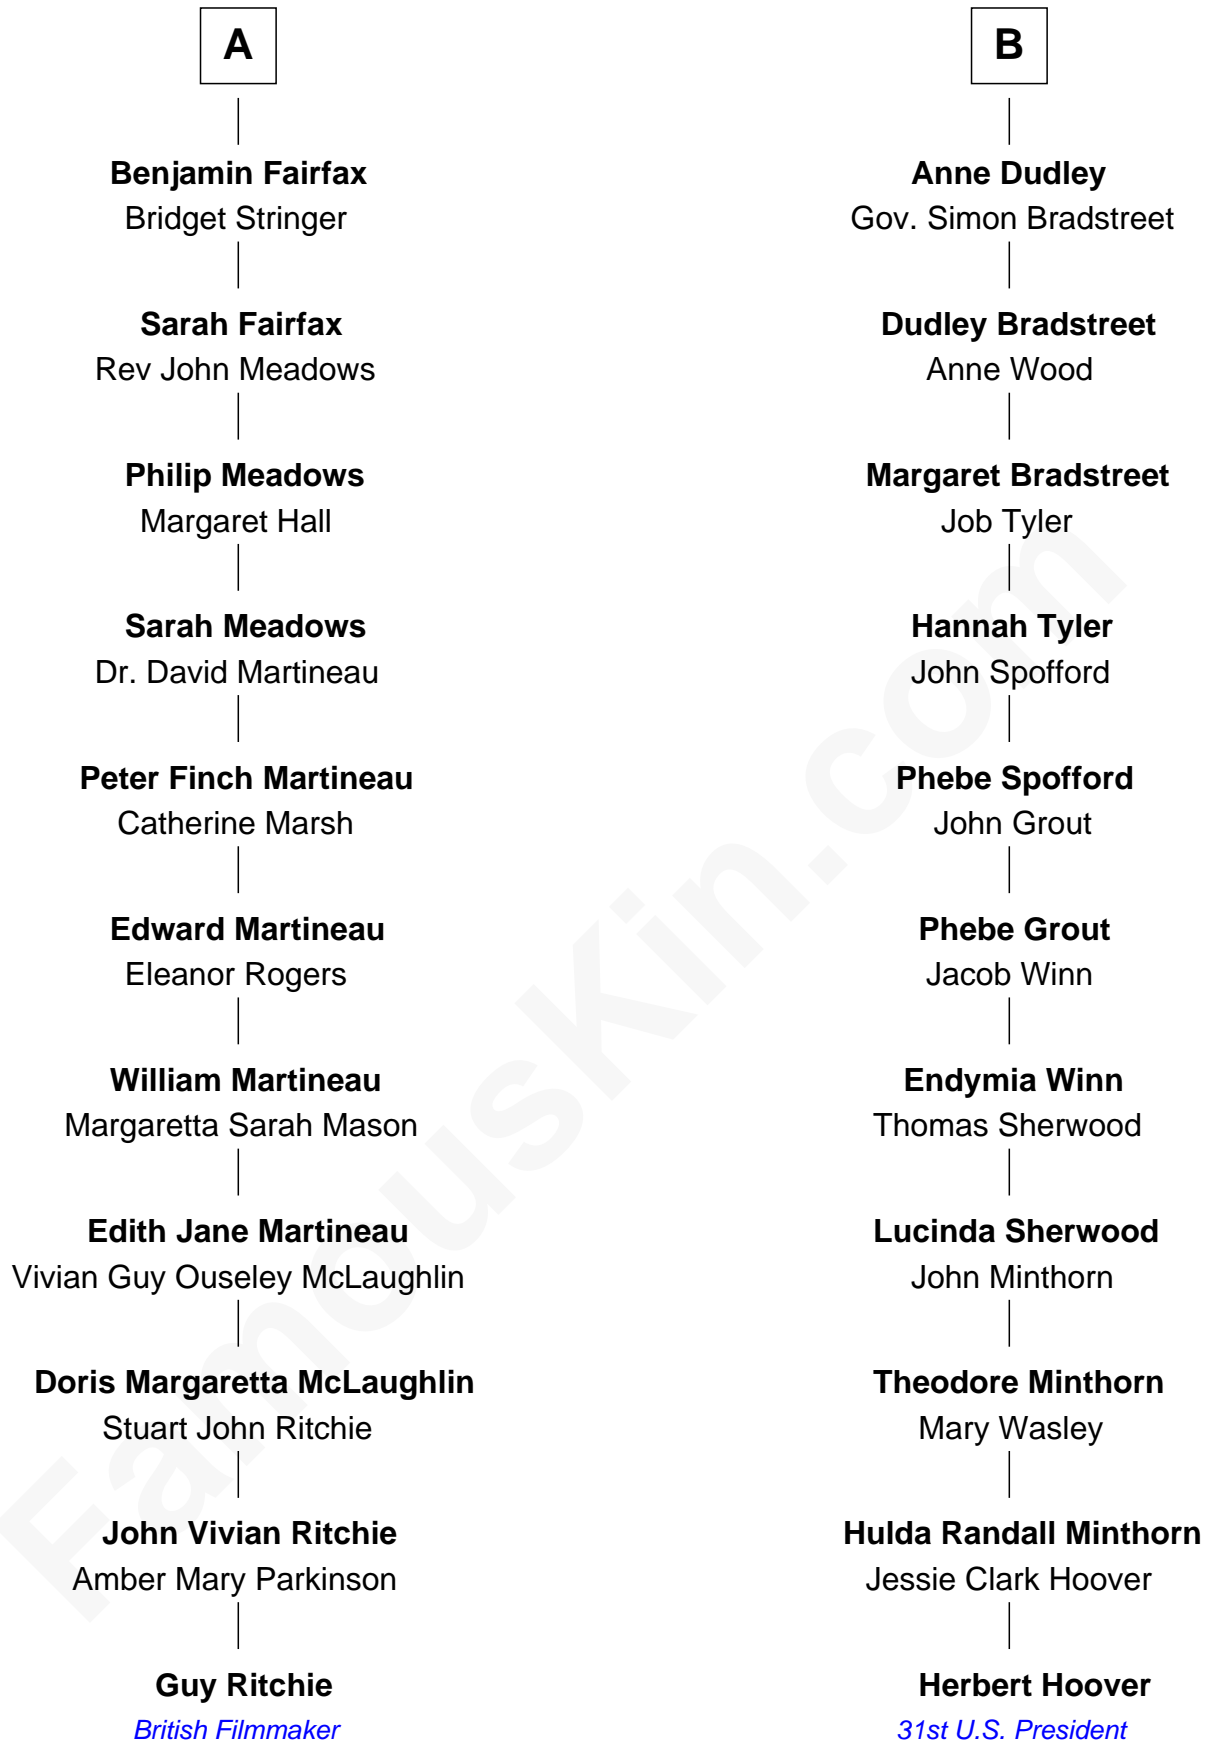 A
Benjamin Fairfax
Bridget Stringer
Sarah Fairfax
Rev John Meadows
Philip Meadows
Margaret Hall
Sarah Meadows
Dr. David Martineau
Peter Finch Martineau
Catherine Marsh
Edward Martineau
Eleanor Rogers
William Martineau
Margaretta Sarah Mason
Edith Jane Martineau
Vivian Guy Ouseley McLaughlin
Doris Margaretta McLaughlin
Stuart John Ritchie
John Vivian Ritchie
Amber Mary Parkinson
Guy Ritchie
British Filmmaker
B
Anne Dudley
Gov. Simon Bradstreet
Dudley Bradstreet
Anne Wood
Margaret Bradstreet
Job Tyler
Hannah Tyler
John Spofford
Phebe Spofford
John Grout
Phebe Grout
Jacob Winn
Endymia Winn
Thomas Sherwood
Lucinda Sherwood
John Minthorn
Theodore Minthorn
Mary Wasley
Hulda Randall Minthorn
Jessie Clark Hoover
Herbert Hoover
31st U.S. President
FamousKin.com